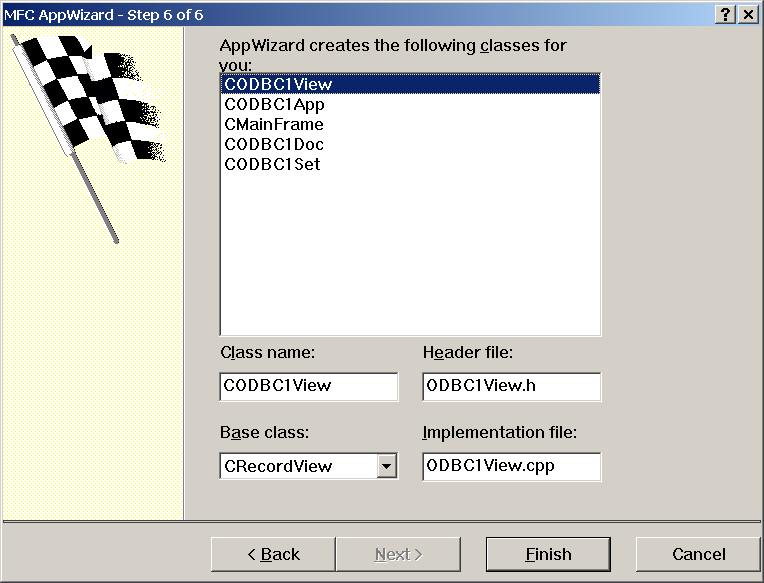 MFC AppWizard - Step 6 of 6
AppWizard creates the following classes for
you:
CODBC1View
CODBC1App
CMainFrame
CODBC1Doc
CODBC1Set
Class name:
Header file:
CODBC1View
ODBC1View.h
Base class:
Implementation file:
CRecordView
ODBC1View.cpp
< Back
Next >
Finish
Cancel